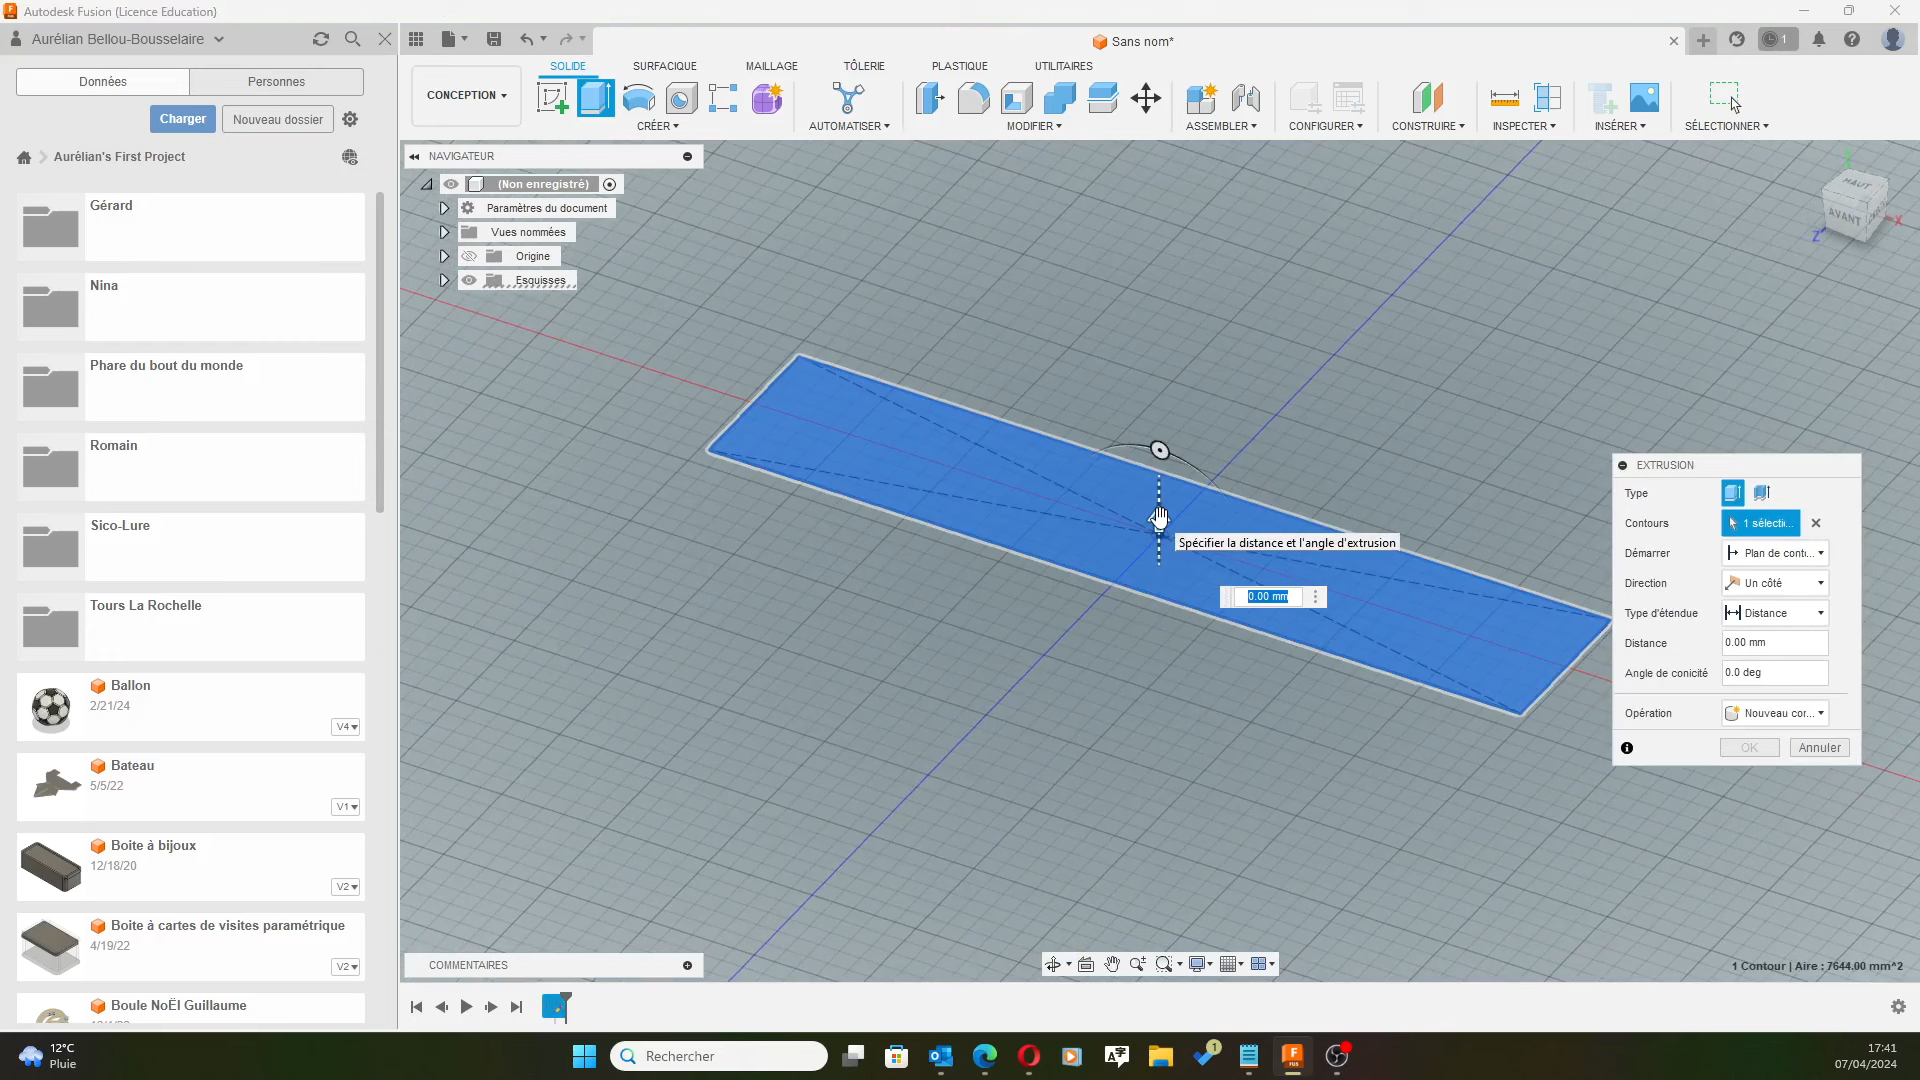 Autodesk Fusion (Licence Education)
Aurélian Bellou-Bousselaire
Sans nom*
1
Données
Personnes
Charger
Nouveau dossier
Aurélian's First Project
Gérard
Nina
Phare du bout du monde
Romain
Sico-Lure
Tours La Rochelle
Ballon
2/21/24
V4
Bateau
5/5/22
V1
Boite à bijoux
12/18/20
V2
Boite à cartes de visites paramétrique
4/19/22
V2
Boule NoËl Guillaume
CONCEPTION
SOLIDE
SURFACIQUE
MAILLAGE
TÔLERIE
PLASTIQUE
UTILITAIRES
CRÉER
AUTOMATISER
MODIFIER
ASSEMBLER
CONFIGURER
CONSTRUIRE
INSPECTER
INSÉRER
SÉLECTIONNER
NAVIGATEUR
(Non enregistré)
Paramètres du document
Vues nommées
Origine
Esquisses
HAUT
AVANT
X
Z
Spécifier la distance et l'angle d'extrusion
0.00 mm
EXTRUSION
Type
Contours
1 sélecti...
Démarrer
Plan de cont...
Direction
Un côté
Type d'étendue
Distance
Distance
0.00 mm
Angle de conicité
0.0 deg
Opération
Nouveau cor...
OK
Annuler
COMMENTAIRES
1 Contour | Aire : 7644.00 mm^2
12°C
Pluie
Rechercher
1
17:41
07/04/2024